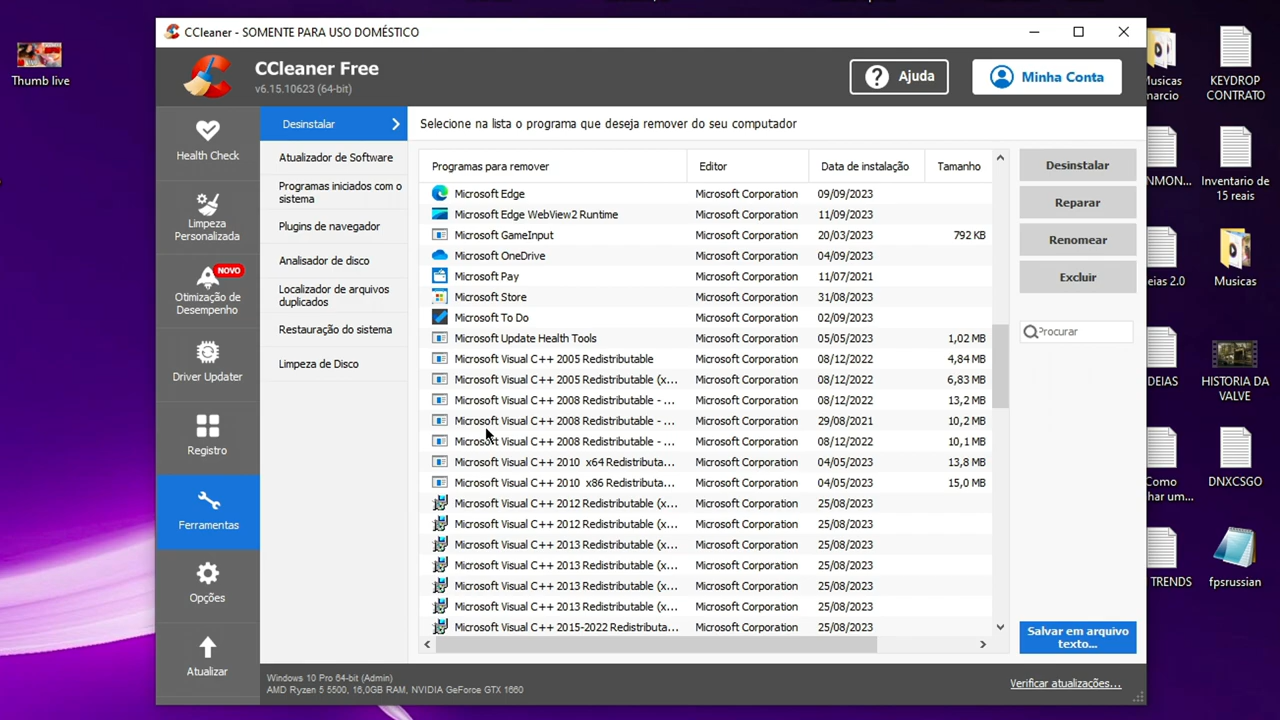 CCleaner - SOMENTE PARA USO DOMÉSTICO
CCleaner Free
v6.15.10623 (64-bit)
Ajuda
Minha Conta
Health Check
Limpeza
Personalizada
NOVO
Otimização de
Desempenho
Driver Updater
Registro
Ferramentas
Opções
Atualizar
Desinstalar
Atualizador de Software
Programas iniciados com o
sistema
Plugins de navegador
Analisador de disco
Localizador de arquivos
duplicados
Restauração do sistema
Limpeza de Disco
Selecione na lista o programa que deseja remover do seu computador
Programas para remover Editor Data de instalação Tamanho
Microsoft Edge Microsoft Corporation 09/09/2023
Microsoft Edge WebView2 Runtime Microsoft Corporation 11/09/2023
Microsoft GameInput Microsoft Corporation 20/03/2023 792 KB
Microsoft OneDrive Microsoft Corporation 04/09/2023
Microsoft Pay Microsoft Corporation 11/07/2021
Microsoft Store Microsoft Corporation 31/08/2023
Microsoft To Do Microsoft Corporation 02/09/2023
Microsoft Update Health Tools Microsoft Corporation 05/05/2023 1,02 MB
Microsoft Visual C++ 2005 Redistributable Microsoft Corporation 08/12/2022 4,84 MB
Microsoft Visual C++ 2005 Redistributable (x... Microsoft Corporation 08/12/2022 6,83 MB
Microsoft Visual C++ 2008 Redistributable - ... Microsoft Corporation 08/12/2022 13,2 MB
Microsoft Visual C++ 2008 Redistributable - ... Microsoft Corporation 29/08/2021 10,2 MB
Microsoft Visual C++ 2008 Redistributable - ... Microsoft Corporation 08/12/2022 10,1 MB
Microsoft Visual C++ 2010  x64 Redistributa... Microsoft Corporation 04/05/2023 13,8 MB
Microsoft Visual C++ 2010  x86 Redistributa... Microsoft Corporation 04/05/2023 15,0 MB
Microsoft Visual C++ 2012 Redistributable (x... Microsoft Corporation 25/08/2023
Microsoft Visual C++ 2012 Redistributable (x... Microsoft Corporation 25/08/2023
Microsoft Visual C++ 2013 Redistributable (x... Microsoft Corporation 25/08/2023
Microsoft Visual C++ 2013 Redistributable (x... Microsoft Corporation 25/08/2023
Microsoft Visual C++ 2013 Redistributable (x... Microsoft Corporation 25/08/2023
Microsoft Visual C++ 2013 Redistributable (x... Microsoft Corporation 25/08/2023
Microsoft Visual C++ 2015-2022 Redistributa... Microsoft Corporation 25/08/2023
Desinstalar
Reparar
Renomear
Excluir
Procurar
Salvar em arquivo
texto...
Windows 10 Pro 64-bit (Admin)
AMD Ryzen 5 5500, 16,0GB RAM, NVIDIA GeForce GTX 1660
Verificar atualizações...
Thumb live
Musicas
marcio
KEYDROP
CONTRATO
NMON...
Inventario de
15 reais
eias 2.0
Musicas
DEIAS
HISTORIA DA
VALVE
Como
har um...
DNXCSGO
TRENDS
fpsrussian